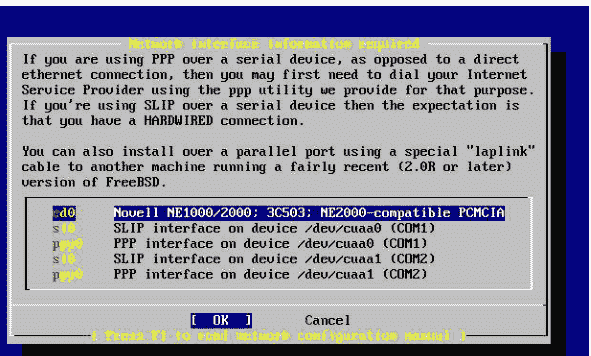 Network interface information required
If you are using PPP over a serial device, as opposed to a direct
ethernet connection, then you may first need to dial your Internet
Service Provider using the ppp utility we provide for that purpose.
If you're using SLIP over a serial device then the expectation is
that you have a HARDWIRED connection.
You can also install over a parallel port using a special "laplink"
cable to another machine running a fairly recent (2.0R or later)
version of FreeBSD.
ed0 Novell NE1000/2000; 3C503; NE2000-compatible PCMCIA
sl0 SLIP interface on device /dev/cuaa0 (COM1)
ppp0 PPP interface on device /dev/cuaa0 (COM1)
sl0 SLIP interface on device /dev/cuaa1 (COM2)
ppp0 PPP interface on device /dev/cuaa1 (COM2)
[ OK ] Cancel
[ Press F1 to read network configuration manual ]